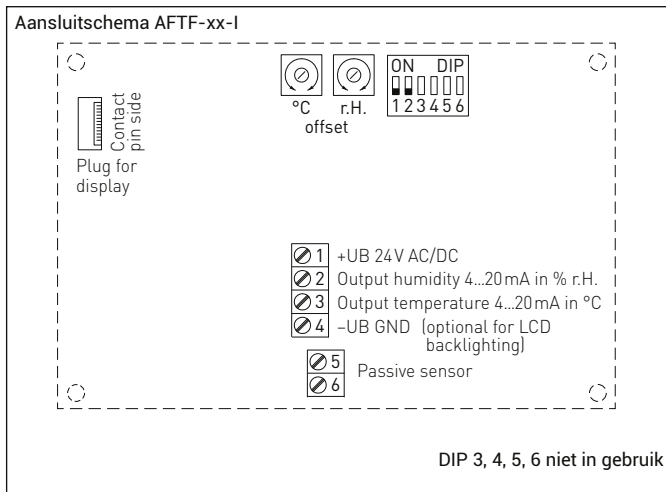 Aansluitschema AFTF-xx-I
ON DIP
1 2 3 4 5 6
°C r.H.
offset
Contact
pin side
Plug for
display
1 +UB 24V AC/DC
2 Output humidity 4...20mA in % r.H.
3 Output temperature 4...20mA in °C
4 –UB GND (optional for LCD
backlighting)
5
Passive sensor
6
DIP 3, 4, 5, 6 niet in gebruik